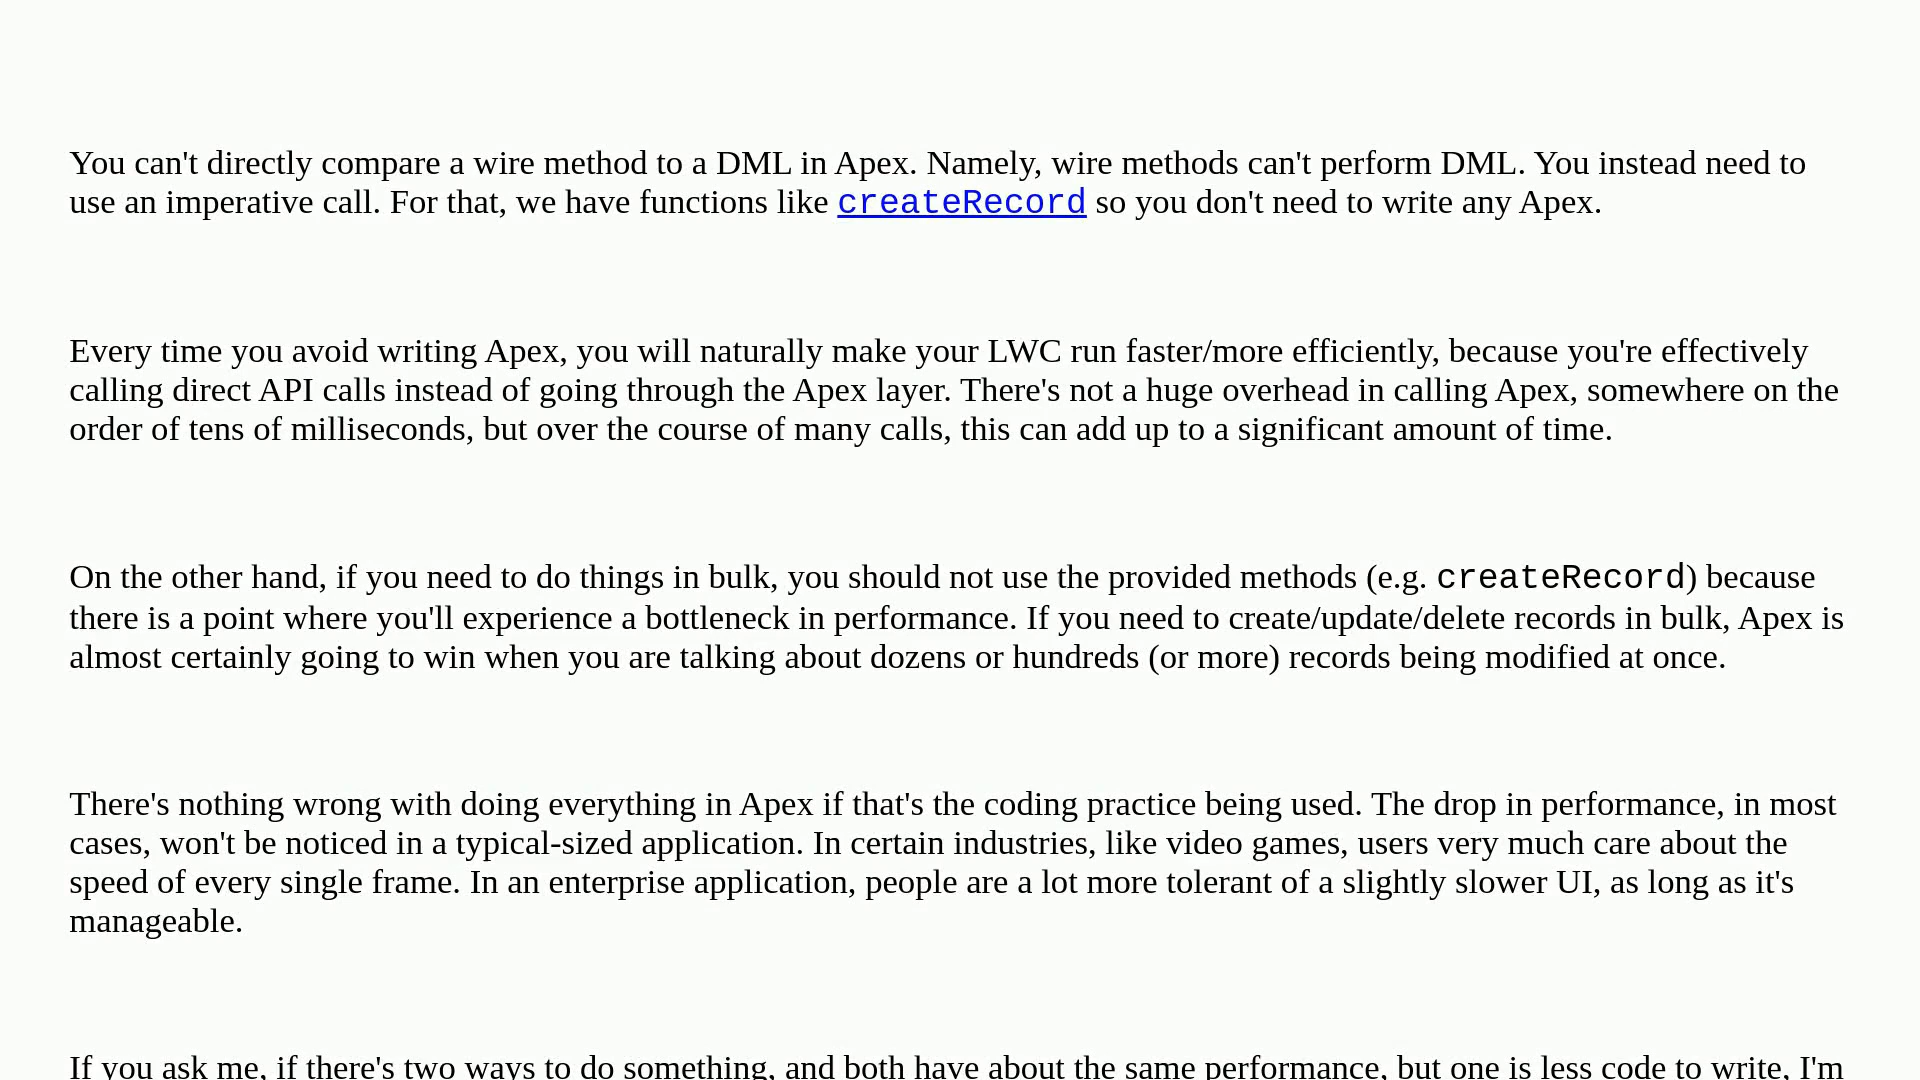 You can't directly compare a wire method to a DML in Apex. Namely, wire methods can't perform DML. You instead need to
use an imperative call. For that, we have functions like createRecord so you don't need to write any Apex.
Every time you avoid writing Apex, you will naturally make your LWC run faster/more efficiently, because you're effectively
calling direct API calls instead of going through the Apex layer. There's not a huge overhead in calling Apex, somewhere on the
order of tens of milliseconds, but over the course of many calls, this can add up to a significant amount of time.
On the other hand, if you need to do things in bulk, you should not use the provided methods (e.g. createRecord) because
there is a point where you'll experience a bottleneck in performance. If you need to create/update/delete records in bulk, Apex is
almost certainly going to win when you are talking about dozens or hundreds (or more) records being modified at once.
There's nothing wrong with doing everything in Apex if that's the coding practice being used. The drop in performance, in most
cases, won't be noticed in a typical-sized application. In certain industries, like video games, users very much care about the
speed of every single frame. In an enterprise application, people are a lot more tolerant of a slightly slower UI, as long as it's
manageable.
If you ask me, if there's two ways to do something, and both have about the same performance, but one is less code to write, I'm